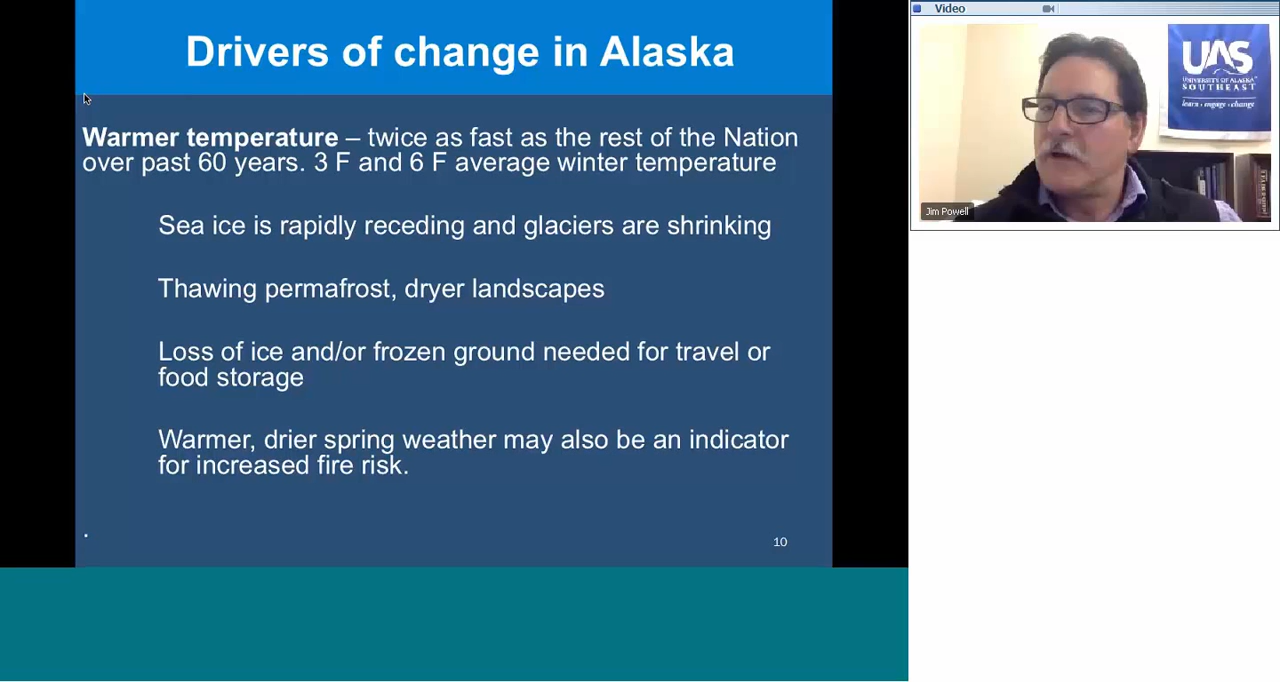 Drivers of change in Alaska
Warmer temperature – twice as fast as the rest of the Nation
over past 60 years. 3 F and 6 F average winter temperature
Sea ice is rapidly receding and glaciers are shrinking
Thawing permafrost, dryer landscapes
Loss of ice and/or frozen ground needed for travel or
food storage
Warmer, drier spring weather may also be an indicator
for increased fire risk.
.
10
Video
UAS
UNIVERSITY OF ALASKA
SOUTHEAST
learn • engage • change
Jim Powell